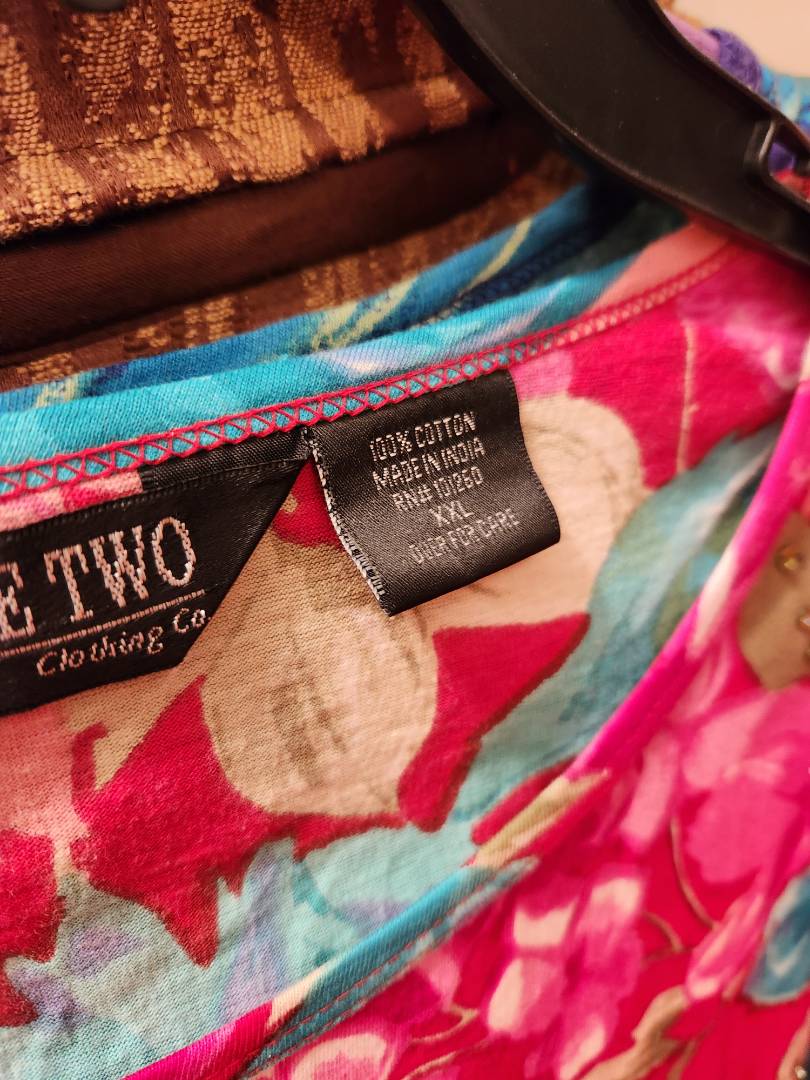 E TWO
Clothing Co.
100% COTTON
MADE IN INDIA
RN# 101260
XXL
OVER FOR CARE